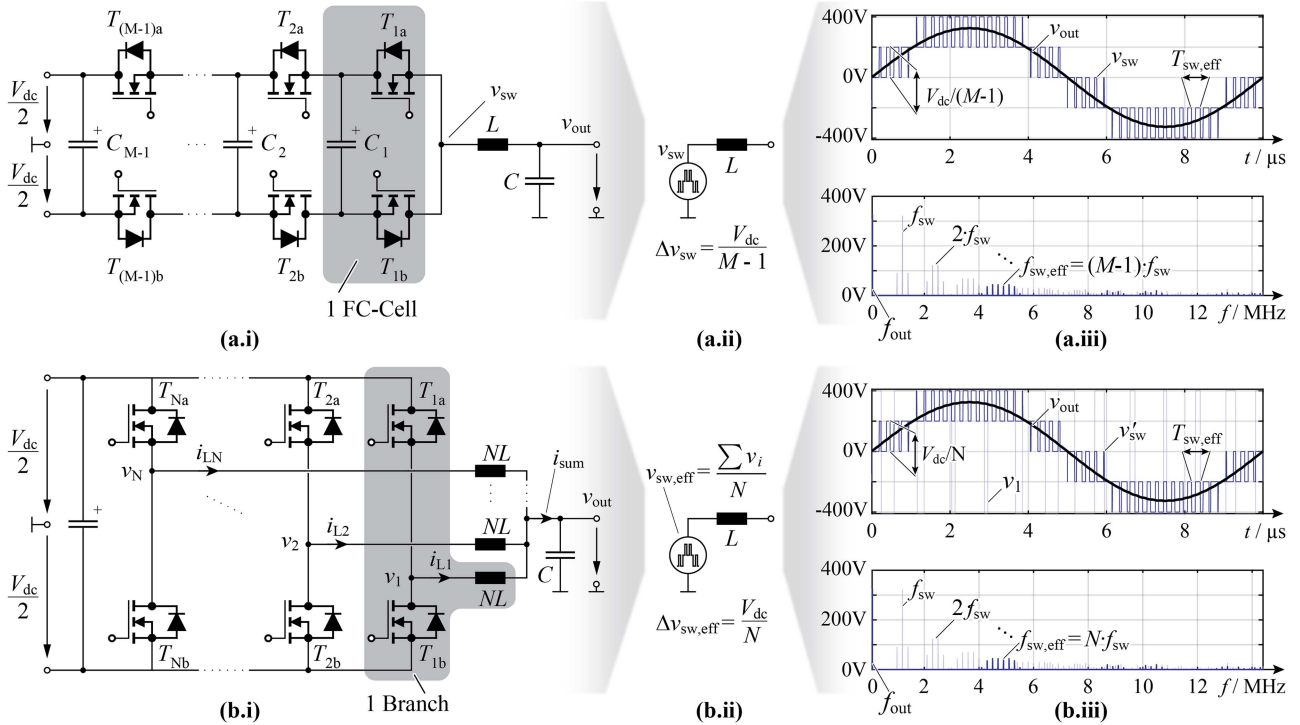 T(M-1)a
T2a
T1a
Vdc/2
Vdc/2
+
CM-1
+
C2
+
C1
vsw
L
vout
C
T(M-1)b
T2b
T1b
1 FC-Cell
(a.i)
vsw
L
Δvsw = Vdc/M - 1
(a.ii)
400V
0V
-400V
vout
vsw
Tsw,eff
Vdc/(M-1)
0 2 4 6 8
t / µs
400V
200V
0V
fsw
2·fsw
fsw,eff = (M-1)·fsw
0 2 4 6 8 10 12
f / MHz
fout
(a.iii)
TNa
T2a
T1a
Vdc/2
Vdc/2
+
vN
iLN
NL
isum
vout
v2
iL2
NL
v1
iL1
NL
C
TNb
T2b
T1b
1 Branch
(b.i)
vsw,eff = ∑ vi/N
L
Δvsw,eff = Vdc/N
(b.ii)
400V
0V
-400V
vout
v'sw
Tsw,eff
Vdc/N
v1
0 2 4 6 8
t / µs
400V
200V
0V
fsw
2·fsw
fsw,eff = N·fsw
0 2 4 6 8 10 12
f / MHz
fout
(b.iii)